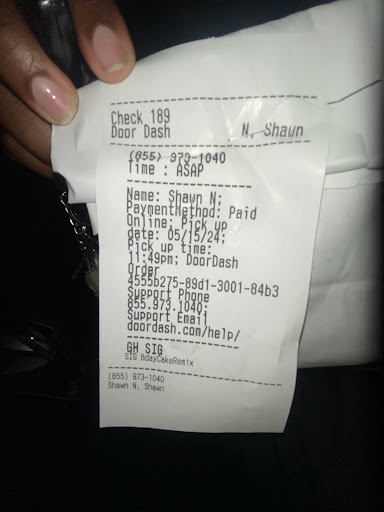 Check 189
Door Dash N, Shawn
(855) 973-1040
Time : ASAP
Name: Shawn N;
PaymentMethod: Paid
Online; Pick up
date: 05/15/24;
Pick up time:
11:49pm; DoorDash
Order
4555b275-89d1-3001-84b3
Support Phone
855.973.1040;
Support Email
doordash.com/help/
GH SIG
SIG BdayCakeRemix
(855) 973-1040
Shawn N, Shawn